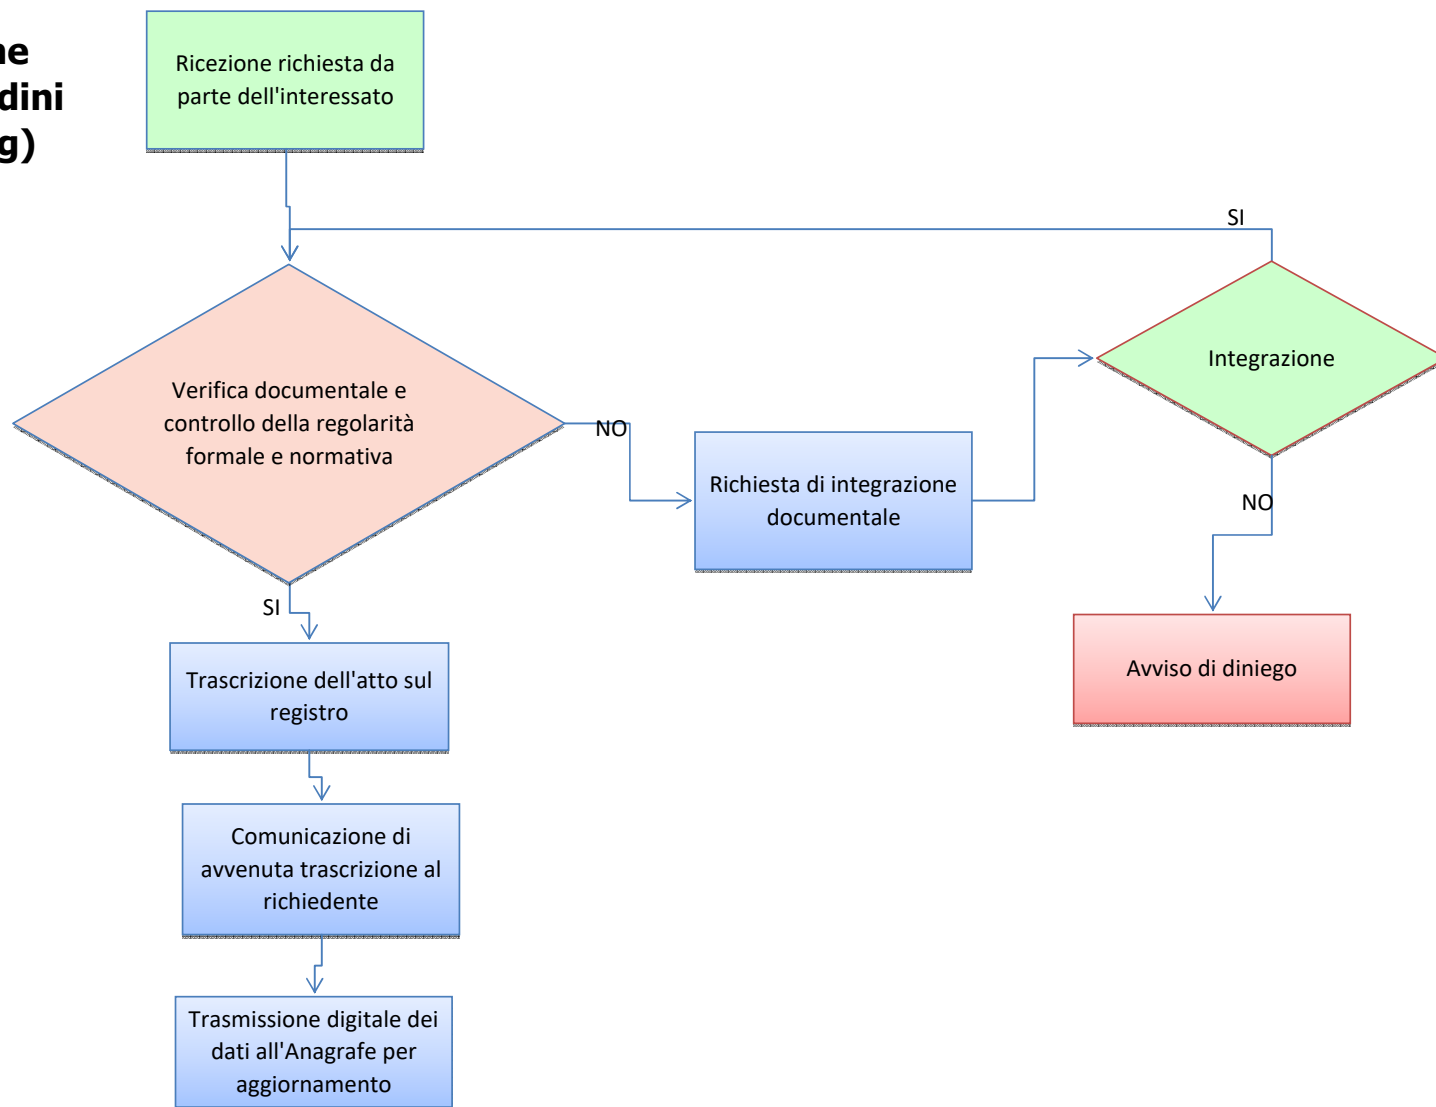 ne
dini
g)
Ricezione richiesta da
parte dell'interessato
SI
Verifica documentale e
controllo della regolarità
formale e normativa
NO
Integrazione
Richiesta di integrazione
documentale
NO
SI
Trascrizione dell'atto sul
registro
Avviso di diniego
Comunicazione di
avvenuta trascrizione al
richiedente
Trasmissione digitale dei
dati all'Anagrafe per
aggiornamento